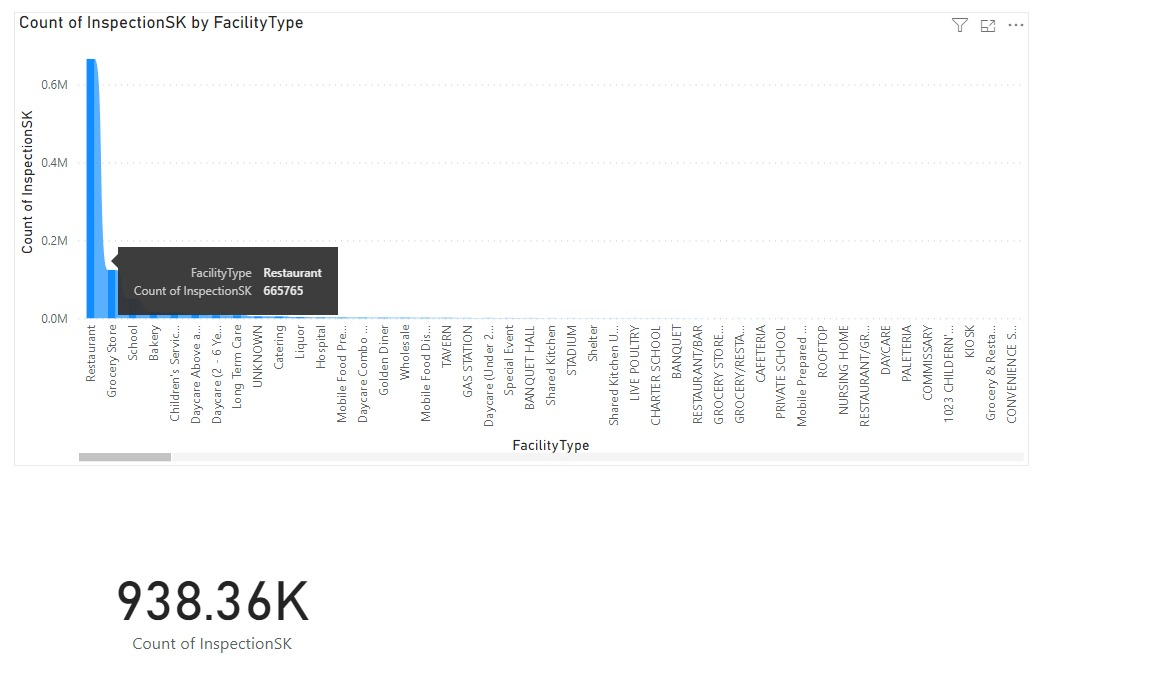 Count of InspectionSK by FacilityType
0.6M
0.4M
0.2M
0.0M
Count of InspectionSK
FacilityType Restaurant
Count of InspectionSK 665765
Restaurant
Grocery Store
School
Bakery
Children's Servic...
Daycare Above a...
Daycare (2 - 6 Ye...
Long Term Care
UNKNOWN
Catering
Liquor
Hospital
Mobile Food Pre...
Daycare Combo ...
Golden Diner
Wholesale
Mobile Food Dis...
TAVERN
GAS STATION
Daycare (Under 2...
Special Event
BANQUET HALL
Shared Kitchen
STADIUM
Shelter
Shared Kitchen U...
LIVE POULTRY
CHARTER SCHOOL
BANQUET
RESTAURANT/BAR
GROCERY STORE...
GROCERY/RESTA...
CAFETERIA
PRIVATE SCHOOL
Mobile Prepared ...
ROOFTOP
NURSING HOME
RESTAURANT/GR...
DAYCARE
PALETERIA
COMMISSARY
1023 CHILDREN'...
KIOSK
Grocery & Resta...
CONVENIENCE S...
FacilityType
938.36K
Count of InspectionSK